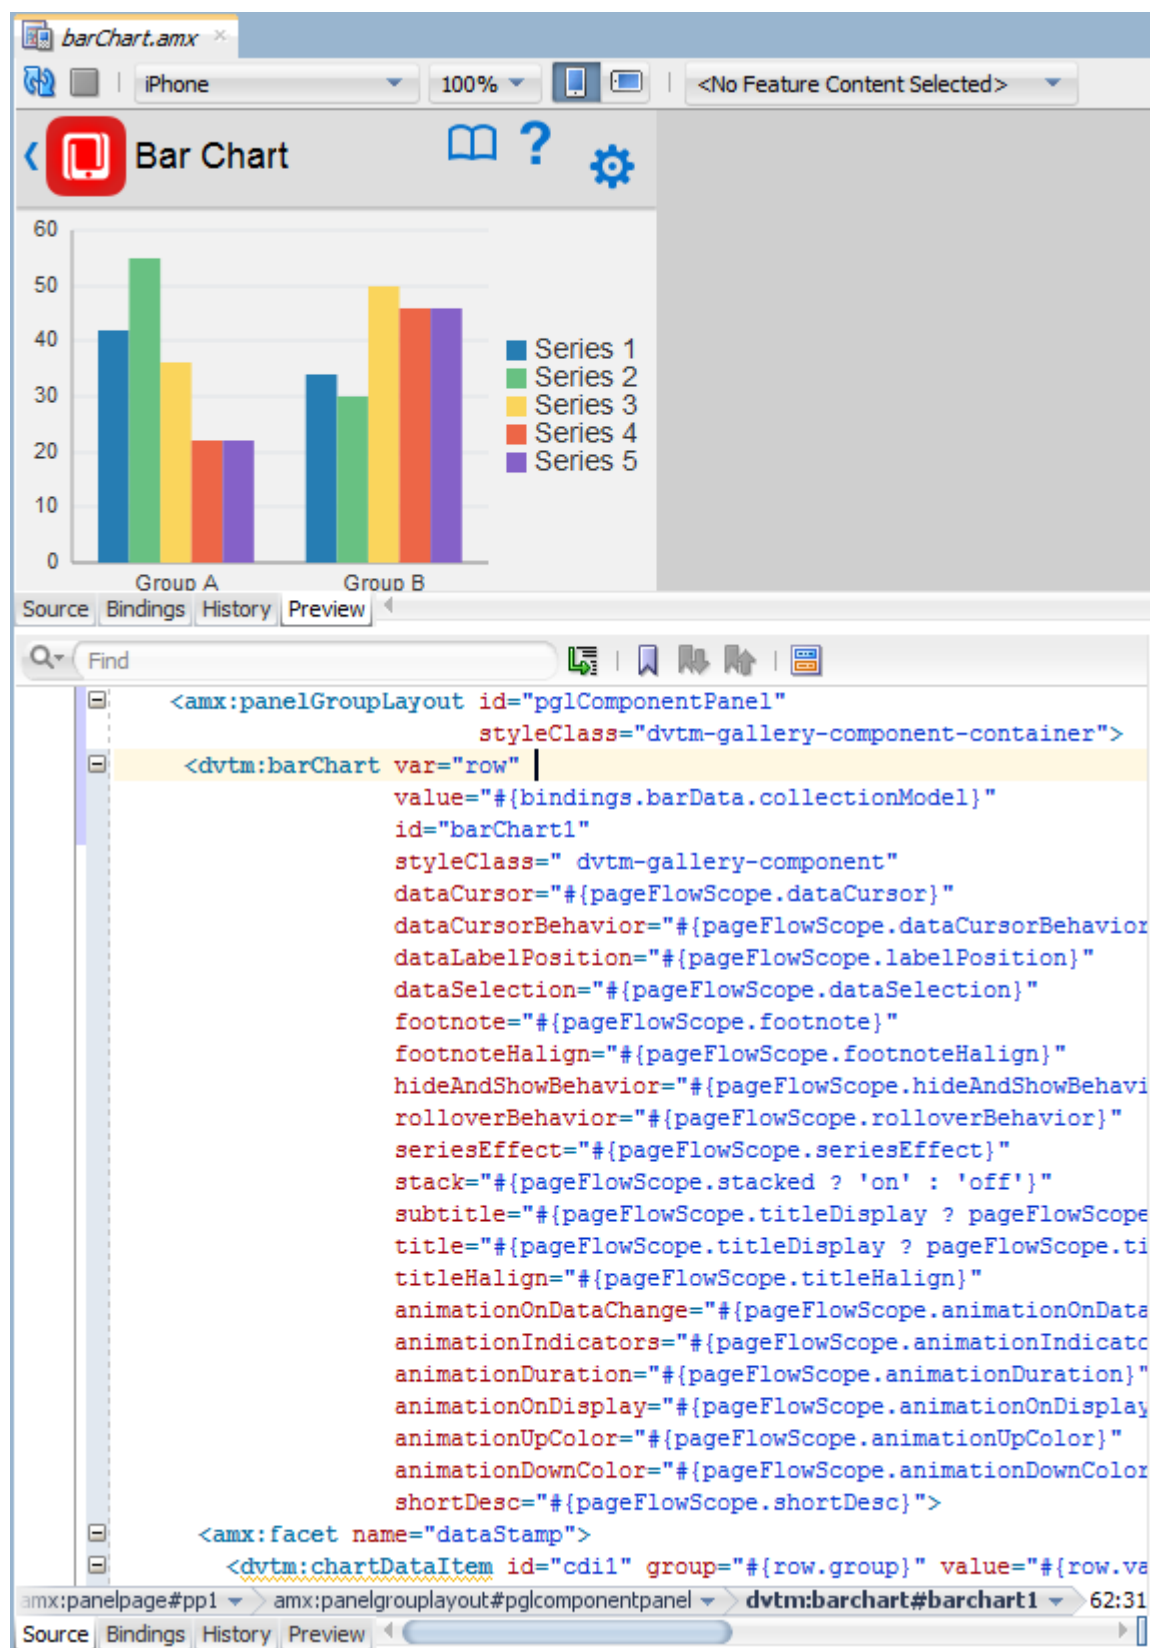 barChart.amx
iPhone 100% <No Feature Content Selected>
Bar Chart ?
60
50
40
30
20
10
0
Group A Group B
Series 1
Series 2
Series 3
Series 4
Series 5
Source Bindings History Preview
Find
<amx:panelGroupLayout id="pglComponentPanel"
styleClass="dvtm-gallery-component-container">
<dvtm:barChart var="row"
value="#{bindings.barData.collectionModel}"
id="barChart1"
styleClass=" dvtm-gallery-component"
dataCursor="#{pageFlowScope.dataCursor}"
dataCursorBehavior="#{pageFlowScope.dataCursorBehavior
dataLabelPosition="#{pageFlowScope.labelPosition}"
dataSelection="#{pageFlowScope.dataSelection}"
footnote="#{pageFlowScope.footnote}"
footnoteHalign="#{pageFlowScope.footnoteHalign}"
hideAndShowBehavior="#{pageFlowScope.hideAndShowBehavi
rolloverBehavior="#{pageFlowScope.rolloverBehavior}"
seriesEffect="#{pageFlowScope.seriesEffect}"
stack="#{pageFlowScope.stacked ? 'on' : 'off'}"
subtitle="#{pageFlowScope.titleDisplay ? pageFlowScope
title="#{pageFlowScope.titleDisplay ? pageFlowScope.ti
titleHalign="#{pageFlowScope.titleHalign}"
animationOnDataChange="#{pageFlowScope.animationOnData
animationIndicators="#{pageFlowScope.animationIndicato
animationDuration="#{pageFlowScope.animationDuration}"
animationOnDisplay="#{pageFlowScope.animationOnDisplay
animationUpColor="#{pageFlowScope.animationUpColor}"
animationDownColor="#{pageFlowScope.animationDownColor
shortDesc="#{pageFlowScope.shortDesc}">
<amx:facet name="dataStamp">
<dvtm:chartDataItem id="cdi1" group="#{row.group}" value="#{row.va
amx:panelpage#pp1 amx:panelgrouplayout#pglcomponentpanel dvtm:barchart#barchart1 62:31
Source Bindings History Preview